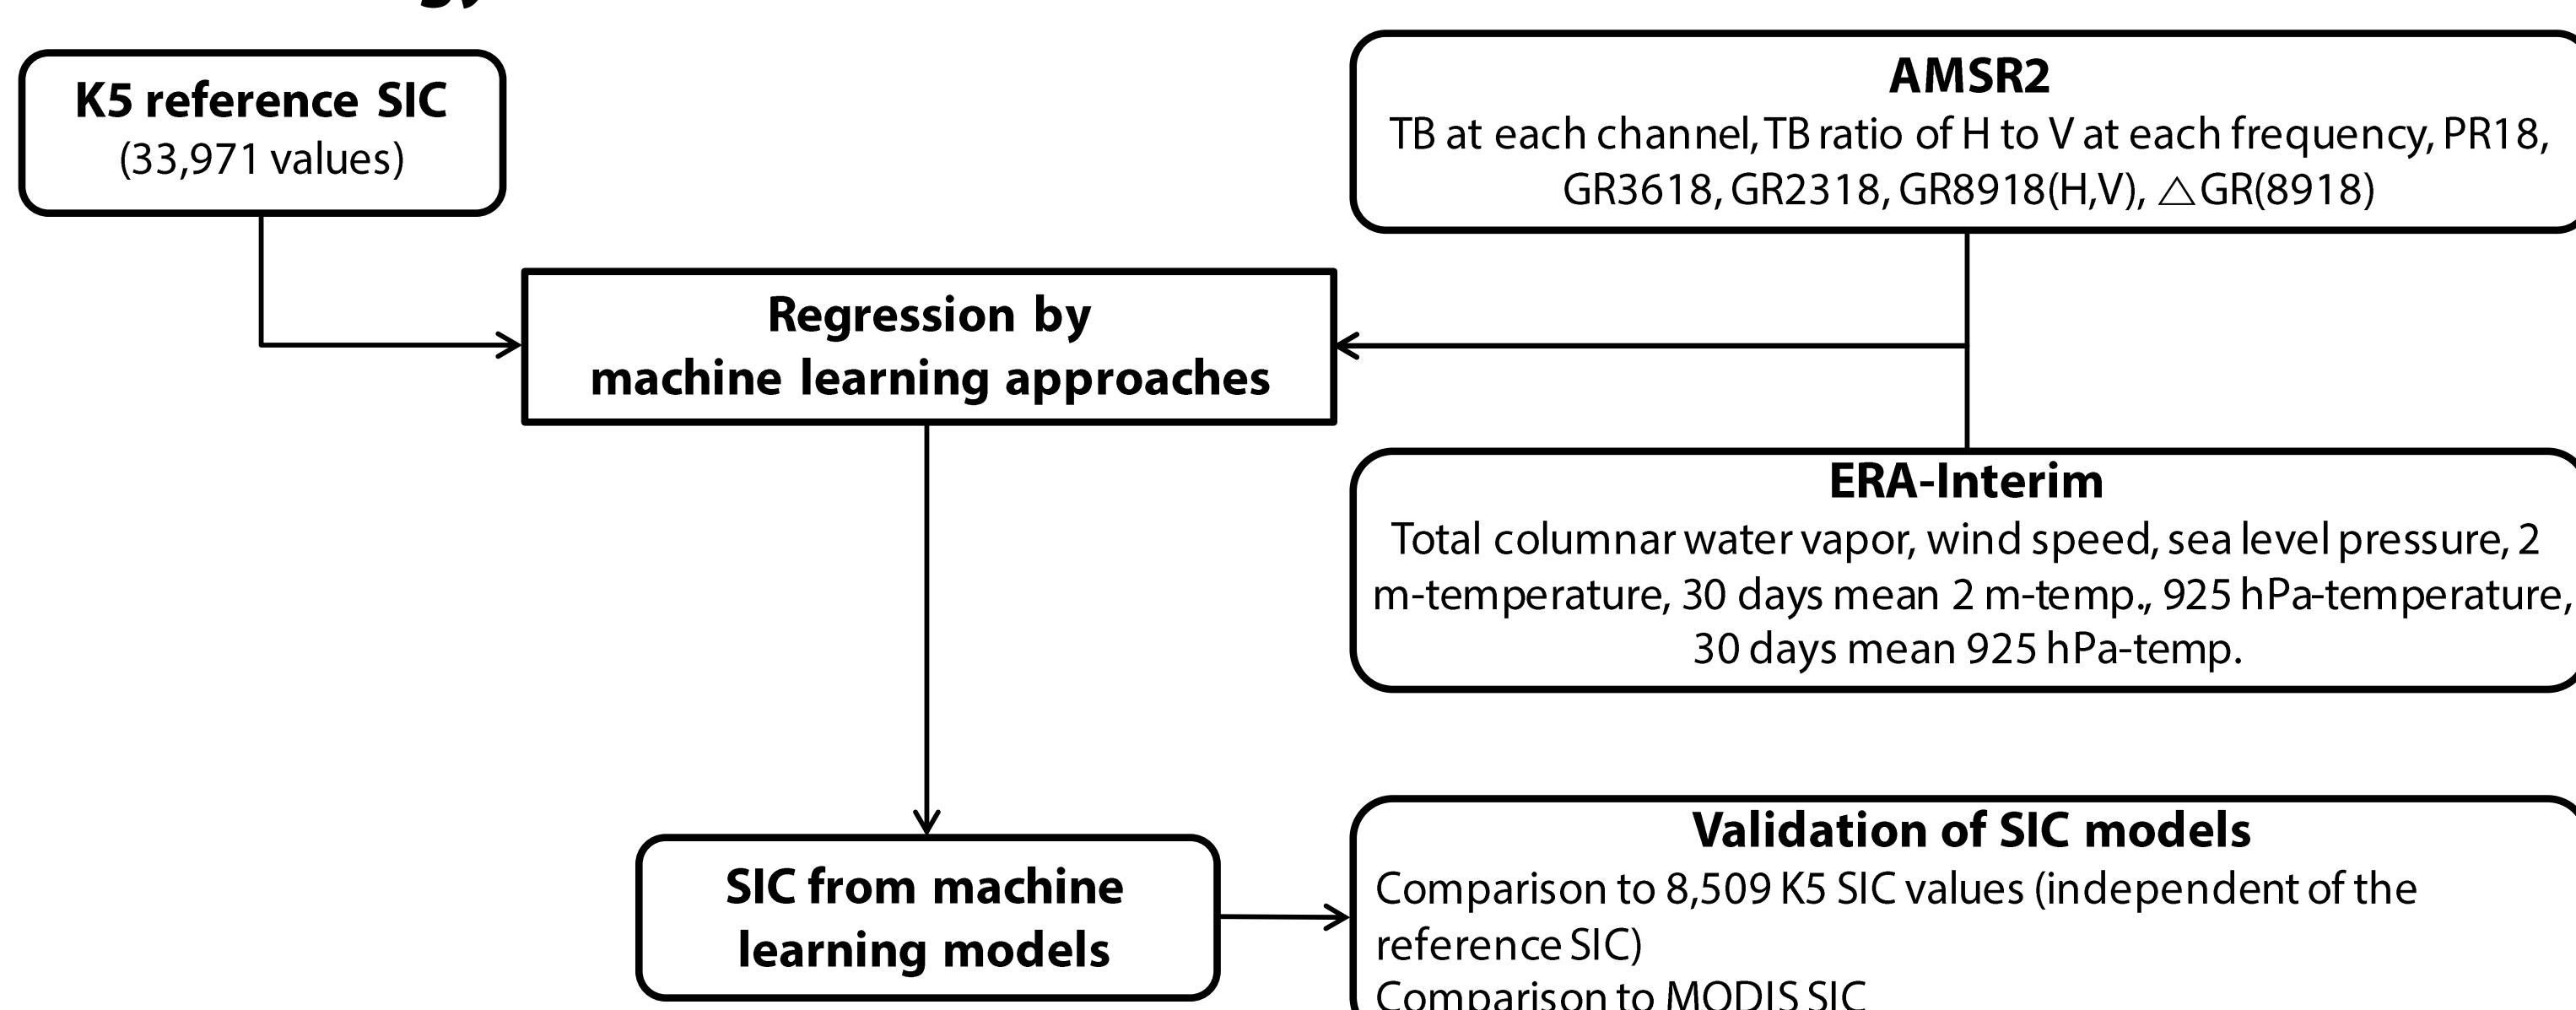 K5 reference SIC
(33,971 values)
AMSR2
TB at each channel, TB ratio of H to V at each frequency, PR18,
GR3618, GR2318, GR8918(H,V), △GR(8918)
Regression by
machine learning approaches
ERA-Interim
Total columnar water vapor, wind speed, sea level pressure, 2
m-temperature, 30 days mean 2 m-temp., 925 hPa-temperature,
30 days mean 925 hPa-temp.
SIC from machine
learning models
Validation of SIC models
Comparison to 8,509 K5 SIC values (independent of the
reference SIC)
Comparison to MODIS SIC